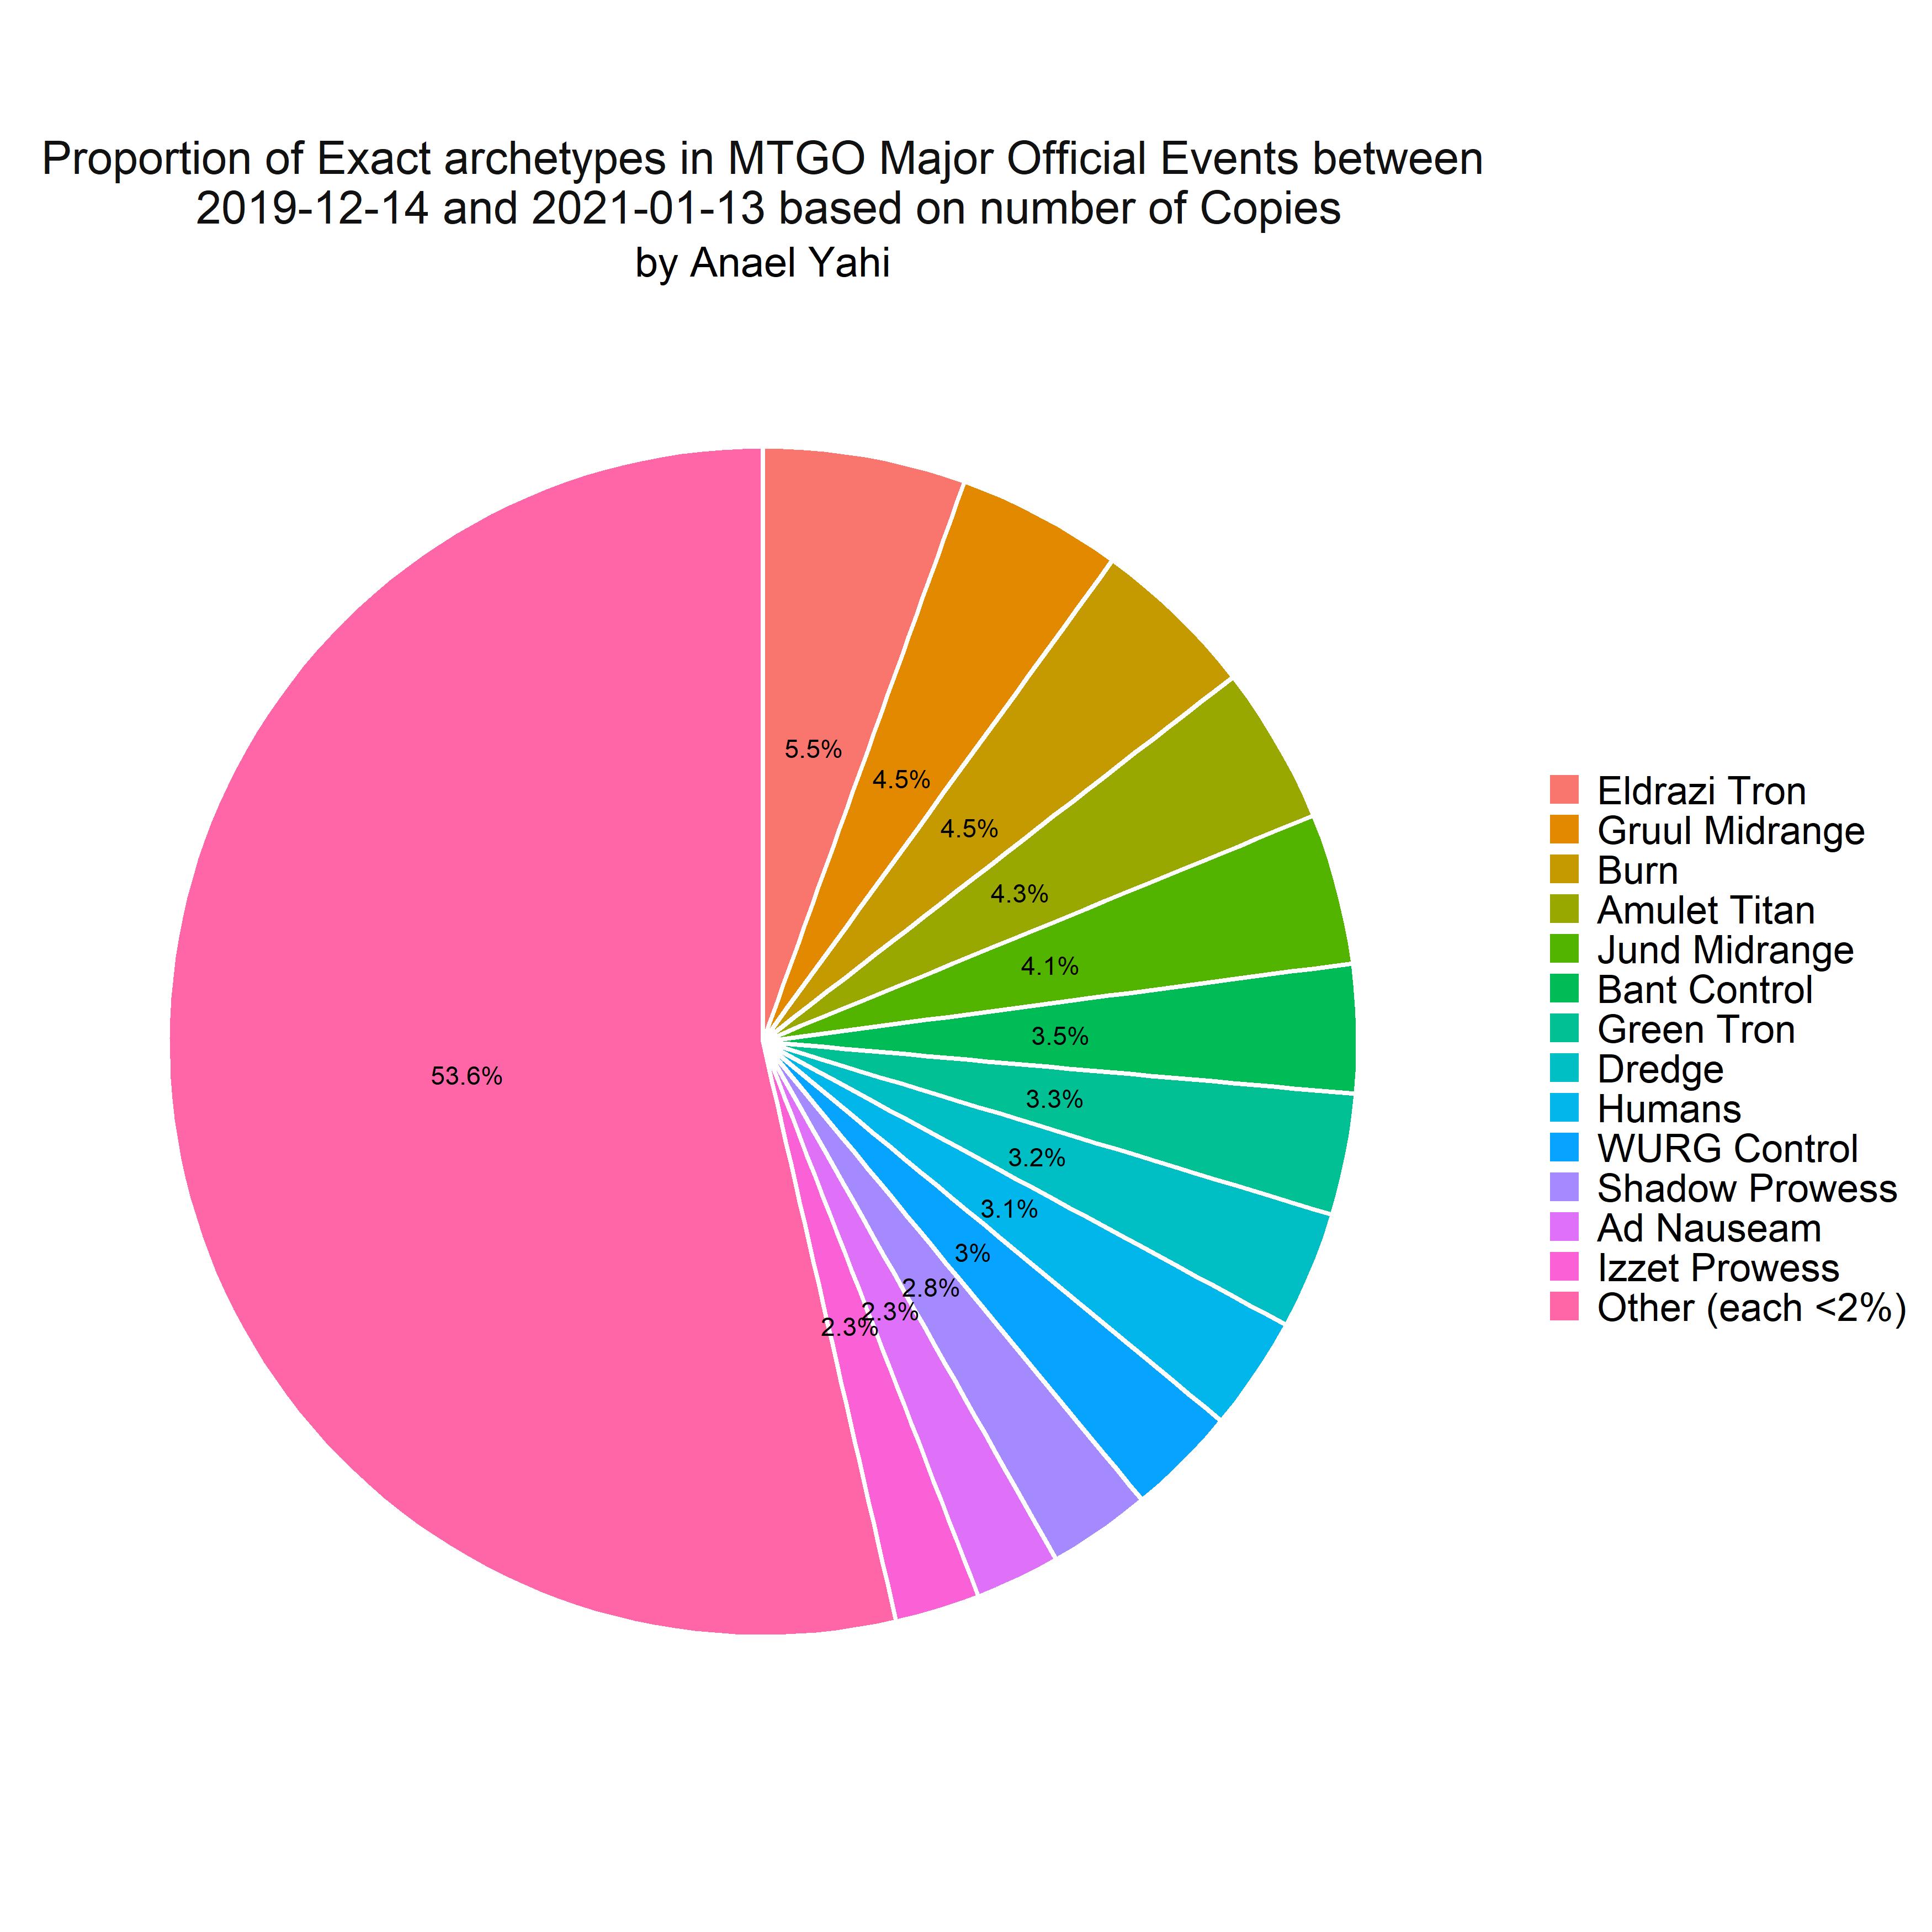 Proportion of Exact archetypes in MTGO Major Official Events between
2019-12-14 and 2021-01-13 based on number of Copies
by Anael Yahi
5.5%
4.5%
4.5%
4.3%
4.1%
3.5%
3.3%
3.2%
3.1%
3%
2.8%
2.3%
2.3%
53.6%
Eldrazi Tron
Gruul Midrange
Burn
Amulet Titan
Jund Midrange
Bant Control
Green Tron
Dredge
Humans
WURG Control
Shadow Prowess
Ad Nauseam
Izzet Prowess
Other (each <2%)